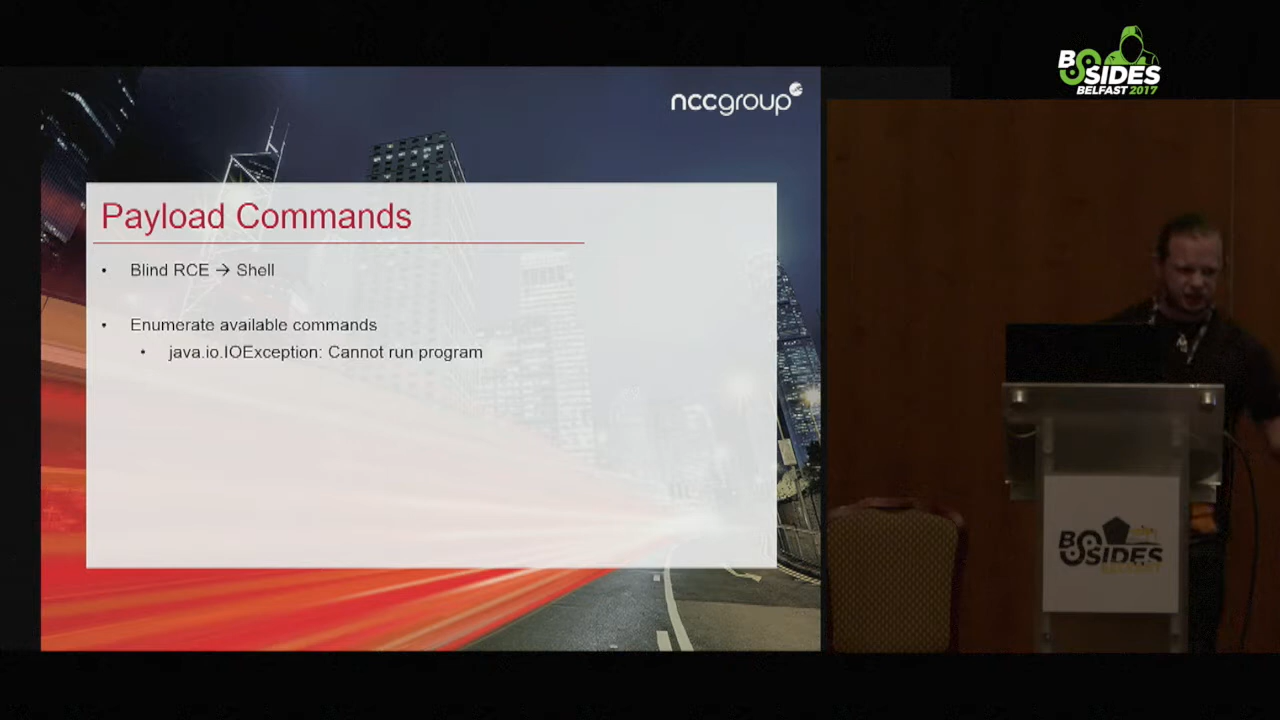 BSIDES
BELFAST 2017
nccgroup
Payload Commands
• Blind RCE → Shell
• Enumerate available commands
• java.io.IOException: Cannot run program
BSIDES